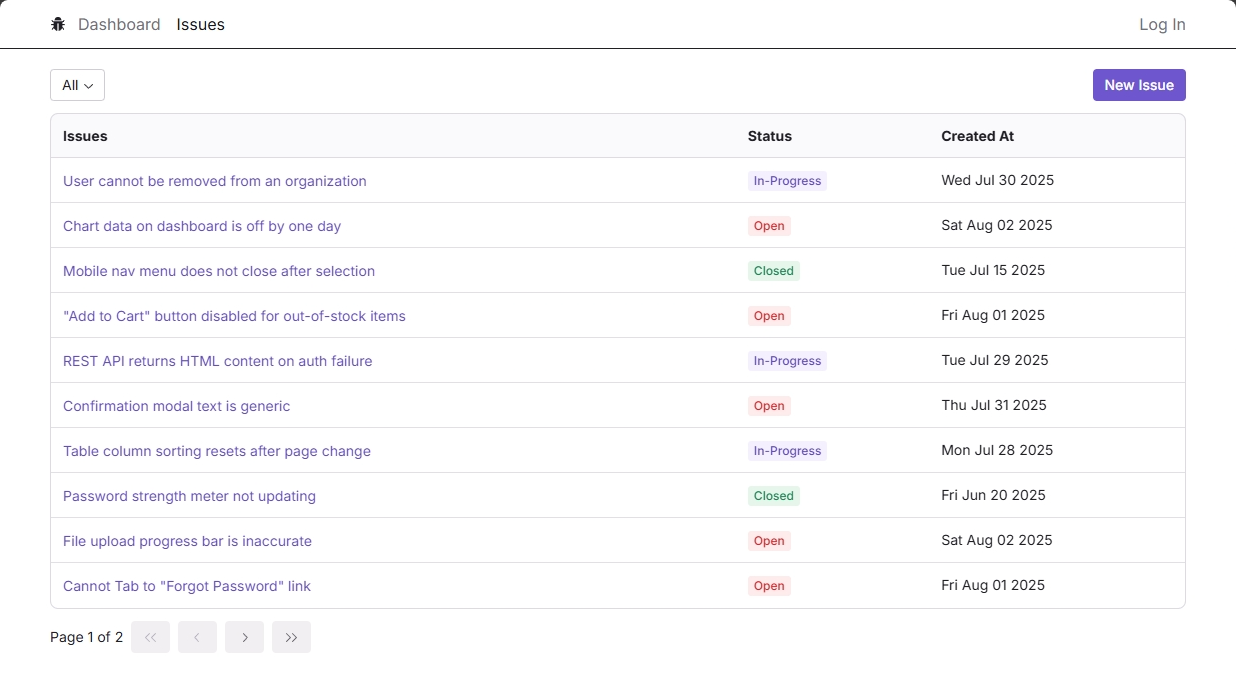 Dashboard Issues Log In
All New Issue
Issues Status Created At
User cannot be removed from an organization In-Progress Wed Jul 30 2025
Chart data on dashboard is off by one day Open Sat Aug 02 2025
Mobile nav menu does not close after selection Closed Tue Jul 15 2025
"Add to Cart" button disabled for out-of-stock items Open Fri Aug 01 2025
REST API returns HTML content on auth failure In-Progress Tue Jul 29 2025
Confirmation modal text is generic Open Thu Jul 31 2025
Table column sorting resets after page change In-Progress Mon Jul 28 2025
Password strength meter not updating Closed Fri Jun 20 2025
File upload progress bar is inaccurate Open Sat Aug 02 2025
Cannot Tab to "Forgot Password" link Open Fri Aug 01 2025
Page 1 of 2